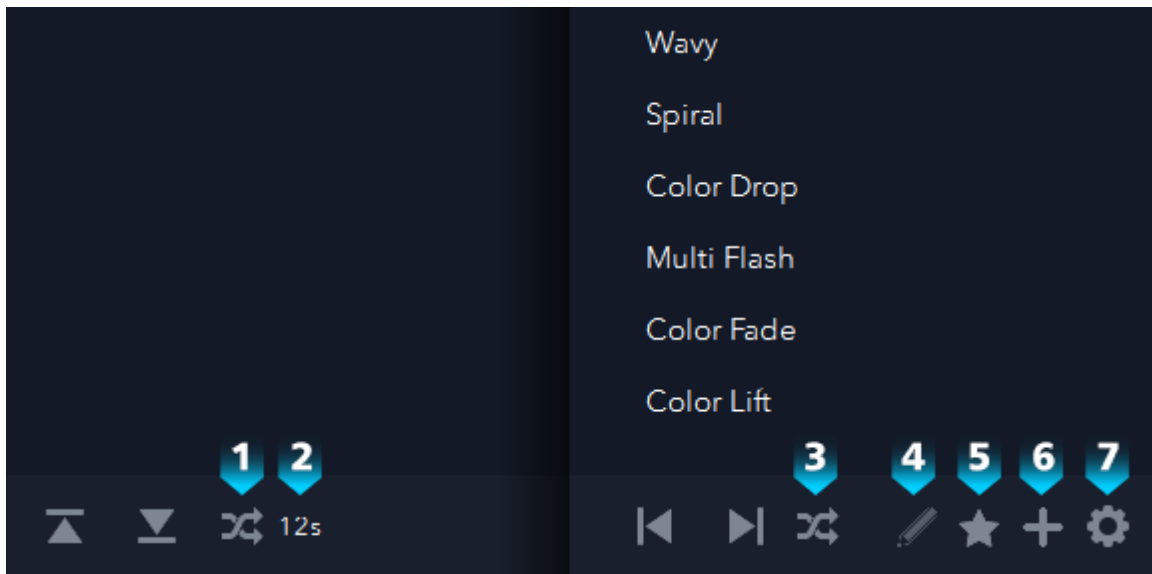 Wavy
Spiral
Color Drop
Multi Flash
Color Fade
Color Lift
1 2 3 4 5 6 7
12s